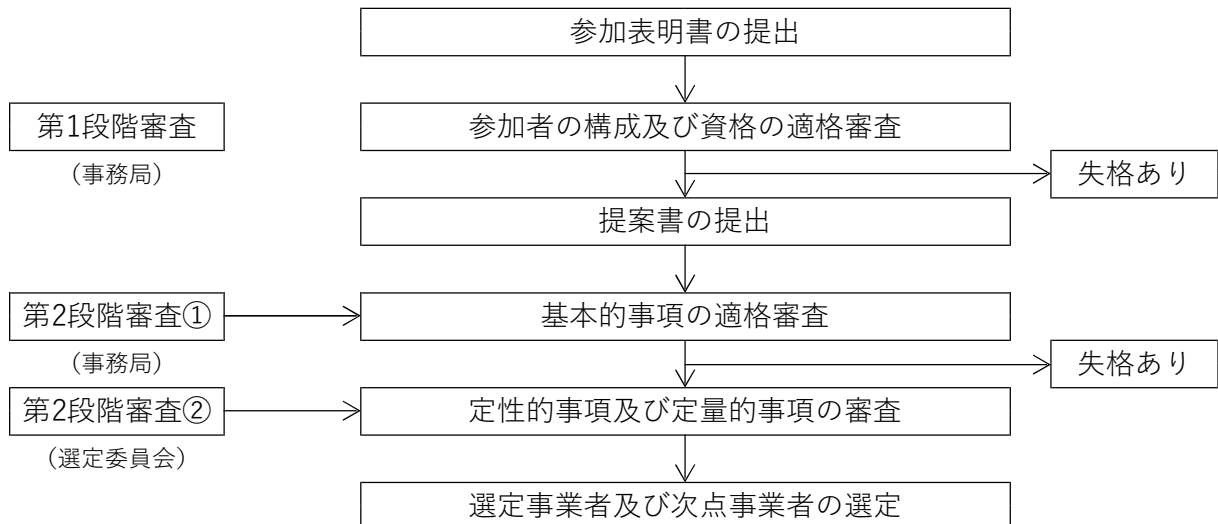 参加表明書の提出
第1段階審査
参加者の構成及び資格の適格審査
（事務局）
失格あり
提案書の提出
第2段階審査①
基本的事項の適格審査
（事務局）
失格あり
第2段階審査②
定性的事項及び定量的事項の審査
（選定委員会）
選定事業者及び次点事業者の選定